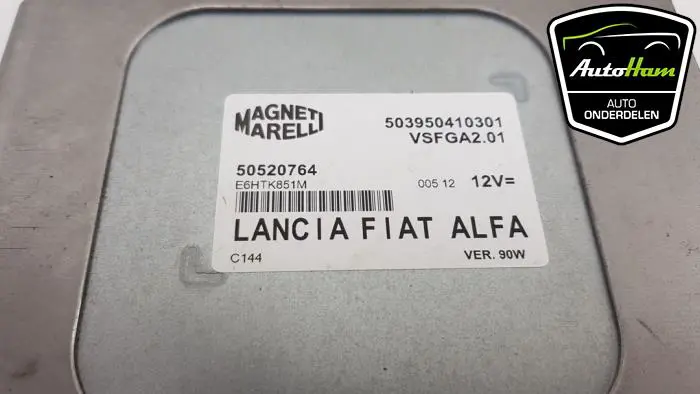 MAGNETI
MARELLI
503950410301
VSFGA2.01
50520764
E6HTK851M
005 12 12V=
LANCIA FIAT ALFA
C144
VER. 90W
AutoHam
AUTO
ONDERDELEN